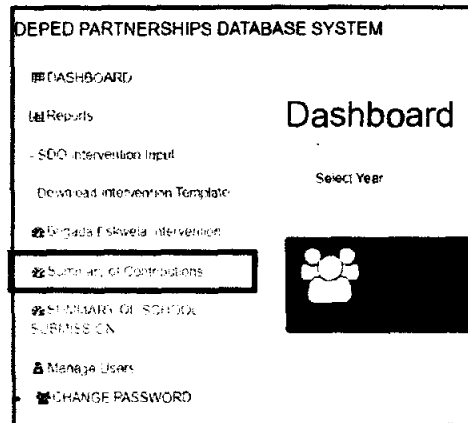 DEPED PARTNERSHIPS DATABASE SYSTEM
DASHBOARD
Reports
- SDO Intervention Input
Download Intervention Template
Brigada Eskwela Intervention
Summary of Contributions
SUMMARY OF SCHOOL
SUBMISSION
Manage Users
CHANGE PASSWORD
Dashboard
Select Year